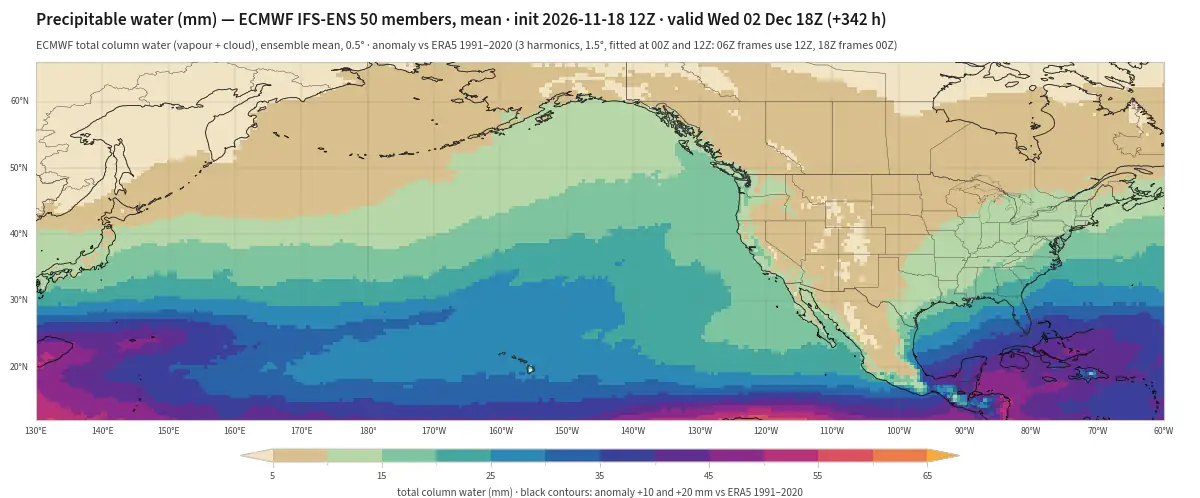 Precipitable water (mm) — ECMWF IFS-ENS 50 members, mean · init 2026-11-18 12Z · valid Wed 02 Dec 18Z (+342 h)
ECMWF total column water (vapour + cloud), ensemble mean, 0.5° · anomaly vs ERA5 1991–2020 (3 harmonics, 1.5°, fitted at 00Z and 12Z: 06Z frames use 12Z, 18Z frames 00Z)
60°N
50°N
40°N
30°N
20°N
130°E 140°E 150°E 160°E 170°E 180° 170°W 160°W 150°W 140°W 130°W 120°W 110°W 100°W 90°W 80°W 70°W 60°W
5 15 25 35 45 55 65
total column water (mm) · black contours: anomaly +10 and +20 mm vs ERA5 1991–2020